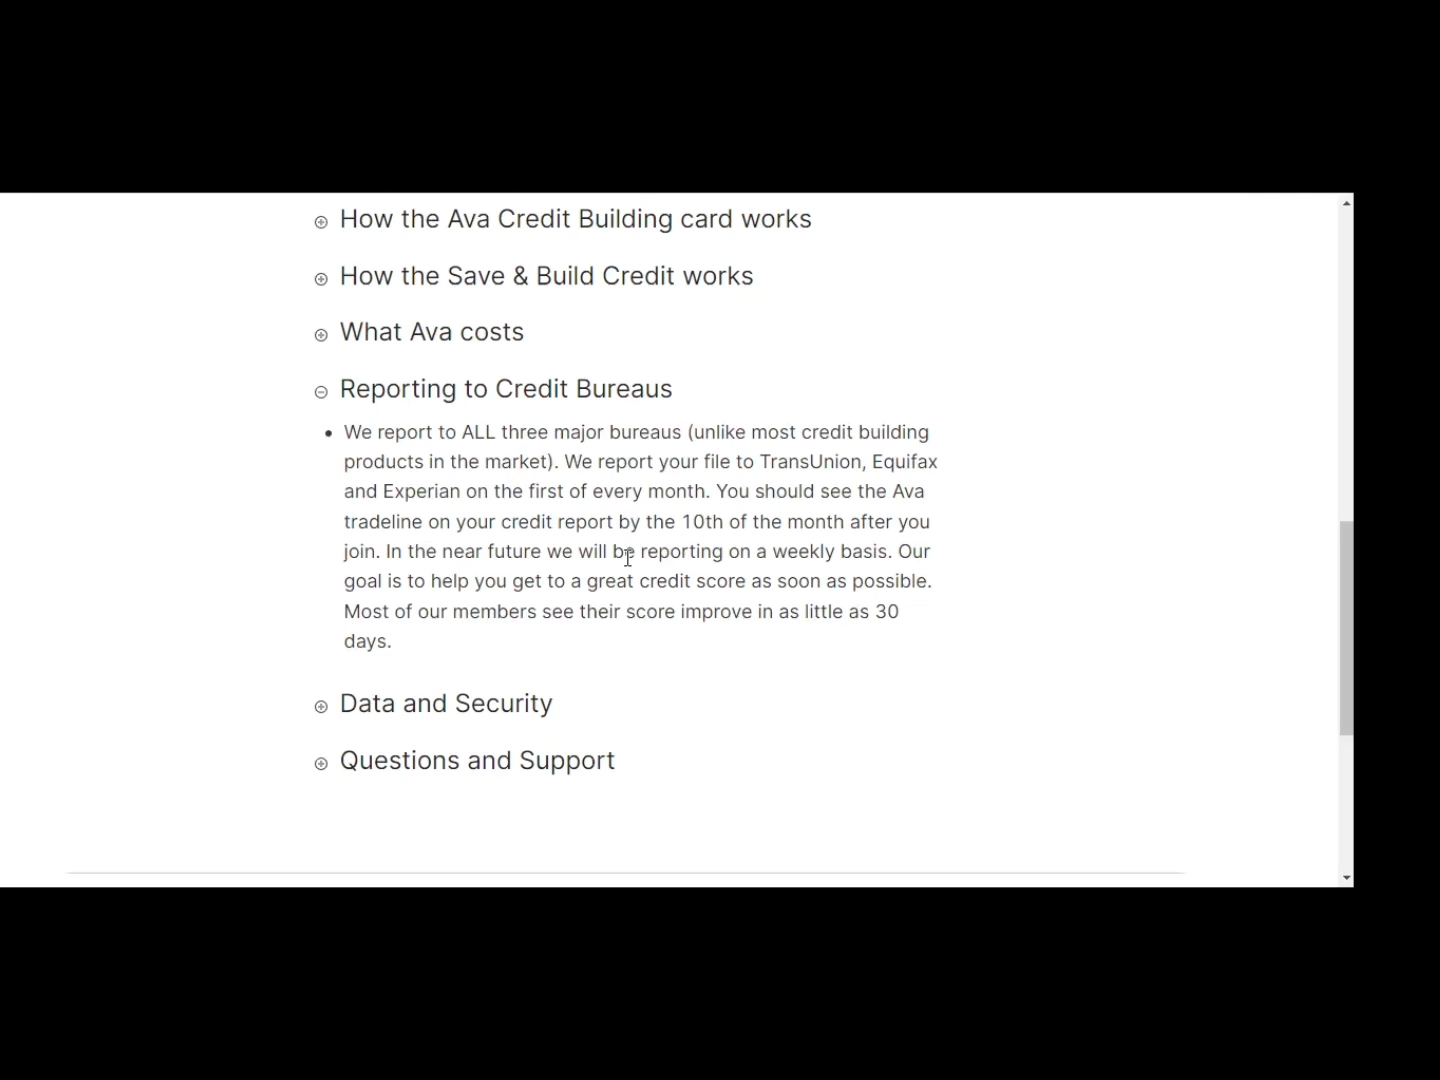 How the Ava Credit Building card works
How the Save & Build Credit works
What Ava costs
Reporting to Credit Bureaus
We report to ALL three major bureaus (unlike most credit building
products in the market). We report your file to TransUnion, Equifax
and Experian on the first of every month. You should see the Ava
tradeline on your credit report by the 10th of the month after you
join. In the near future we will be reporting on a weekly basis. Our
goal is to help you get to a great credit score as soon as possible.
Most of our members see their score improve in as little as 30
days.
Data and Security
Questions and Support